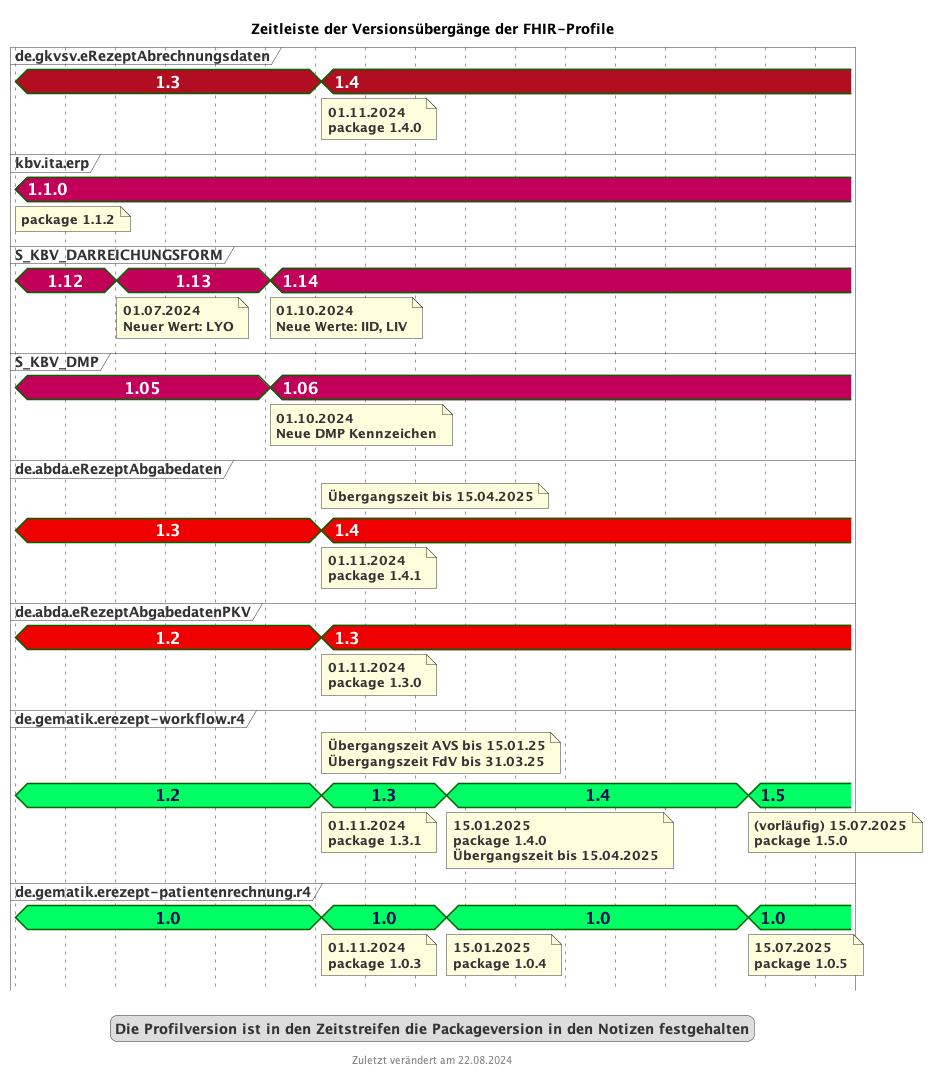 Zeitleiste der Versionsübergänge der FHIR-Profile
de.gkvsv.eRezeptAbrechnungsdaten
1.3
1.4
01.11.2024
package 1.4.0
kbv.ita.erp
1.1.0
package 1.1.2
S_KBV_DARREICHUNGSFORM
1.12
1.13
1.14
01.07.2024
Neuer Wert: LYO
01.10.2024
Neue Werte: IID, LIV
S_KBV_DMP
1.05
1.06
01.10.2024
Neue DMP Kennzeichen
de.abda.eRezeptAbgabedaten
Übergangszeit bis 15.04.2025
1.3
1.4
01.11.2024
package 1.4.1
de.abda.eRezeptAbgabedatenPKV
1.2
1.3
01.11.2024
package 1.3.0
de.gematik.erezept-workflow.r4
Übergangszeit AVS bis 15.01.25
Übergangszeit FdV bis 31.03.25
1.2
1.3
1.4
1.5
01.11.2024
package 1.3.1
15.01.2025
package 1.4.0
Übergangszeit bis 15.04.2025
(vorläufig) 15.07.2025
package 1.5.0
de.gematik.erezept-patientenrechnung.r4
1.0
1.0
1.0
1.0
01.11.2024
package 1.0.3
15.01.2025
package 1.0.4
15.07.2025
package 1.0.5
Die Profilversion ist in den Zeitstreifen die Packageversion in den Notizen festgehalten
Zuletzt verändert am 22.08.2024